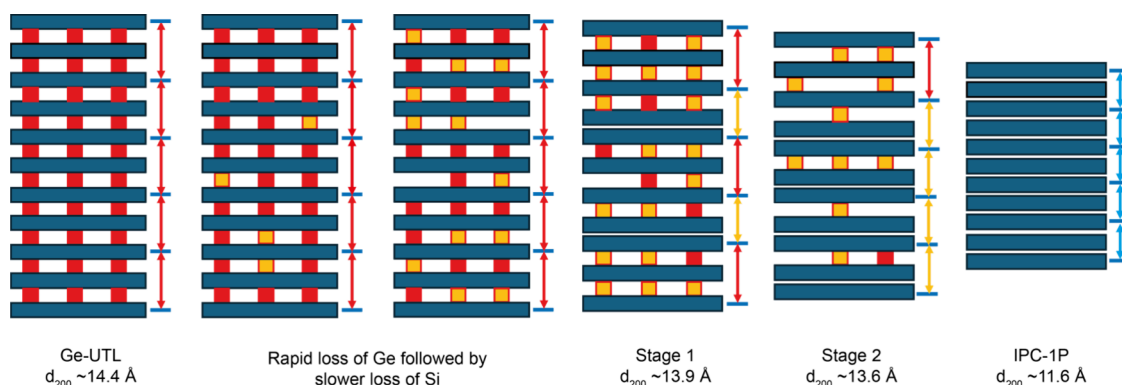 Ge-UTL
d₂₀₀ ~14.4 Å
Rapid loss of Ge followed by
slower loss of Si
Stage 1
d₂₀₀ ~13.9 Å
Stage 2
d₂₀₀ ~13.6 Å
IPC-1P
d₂₀₀ ~11.6 Å